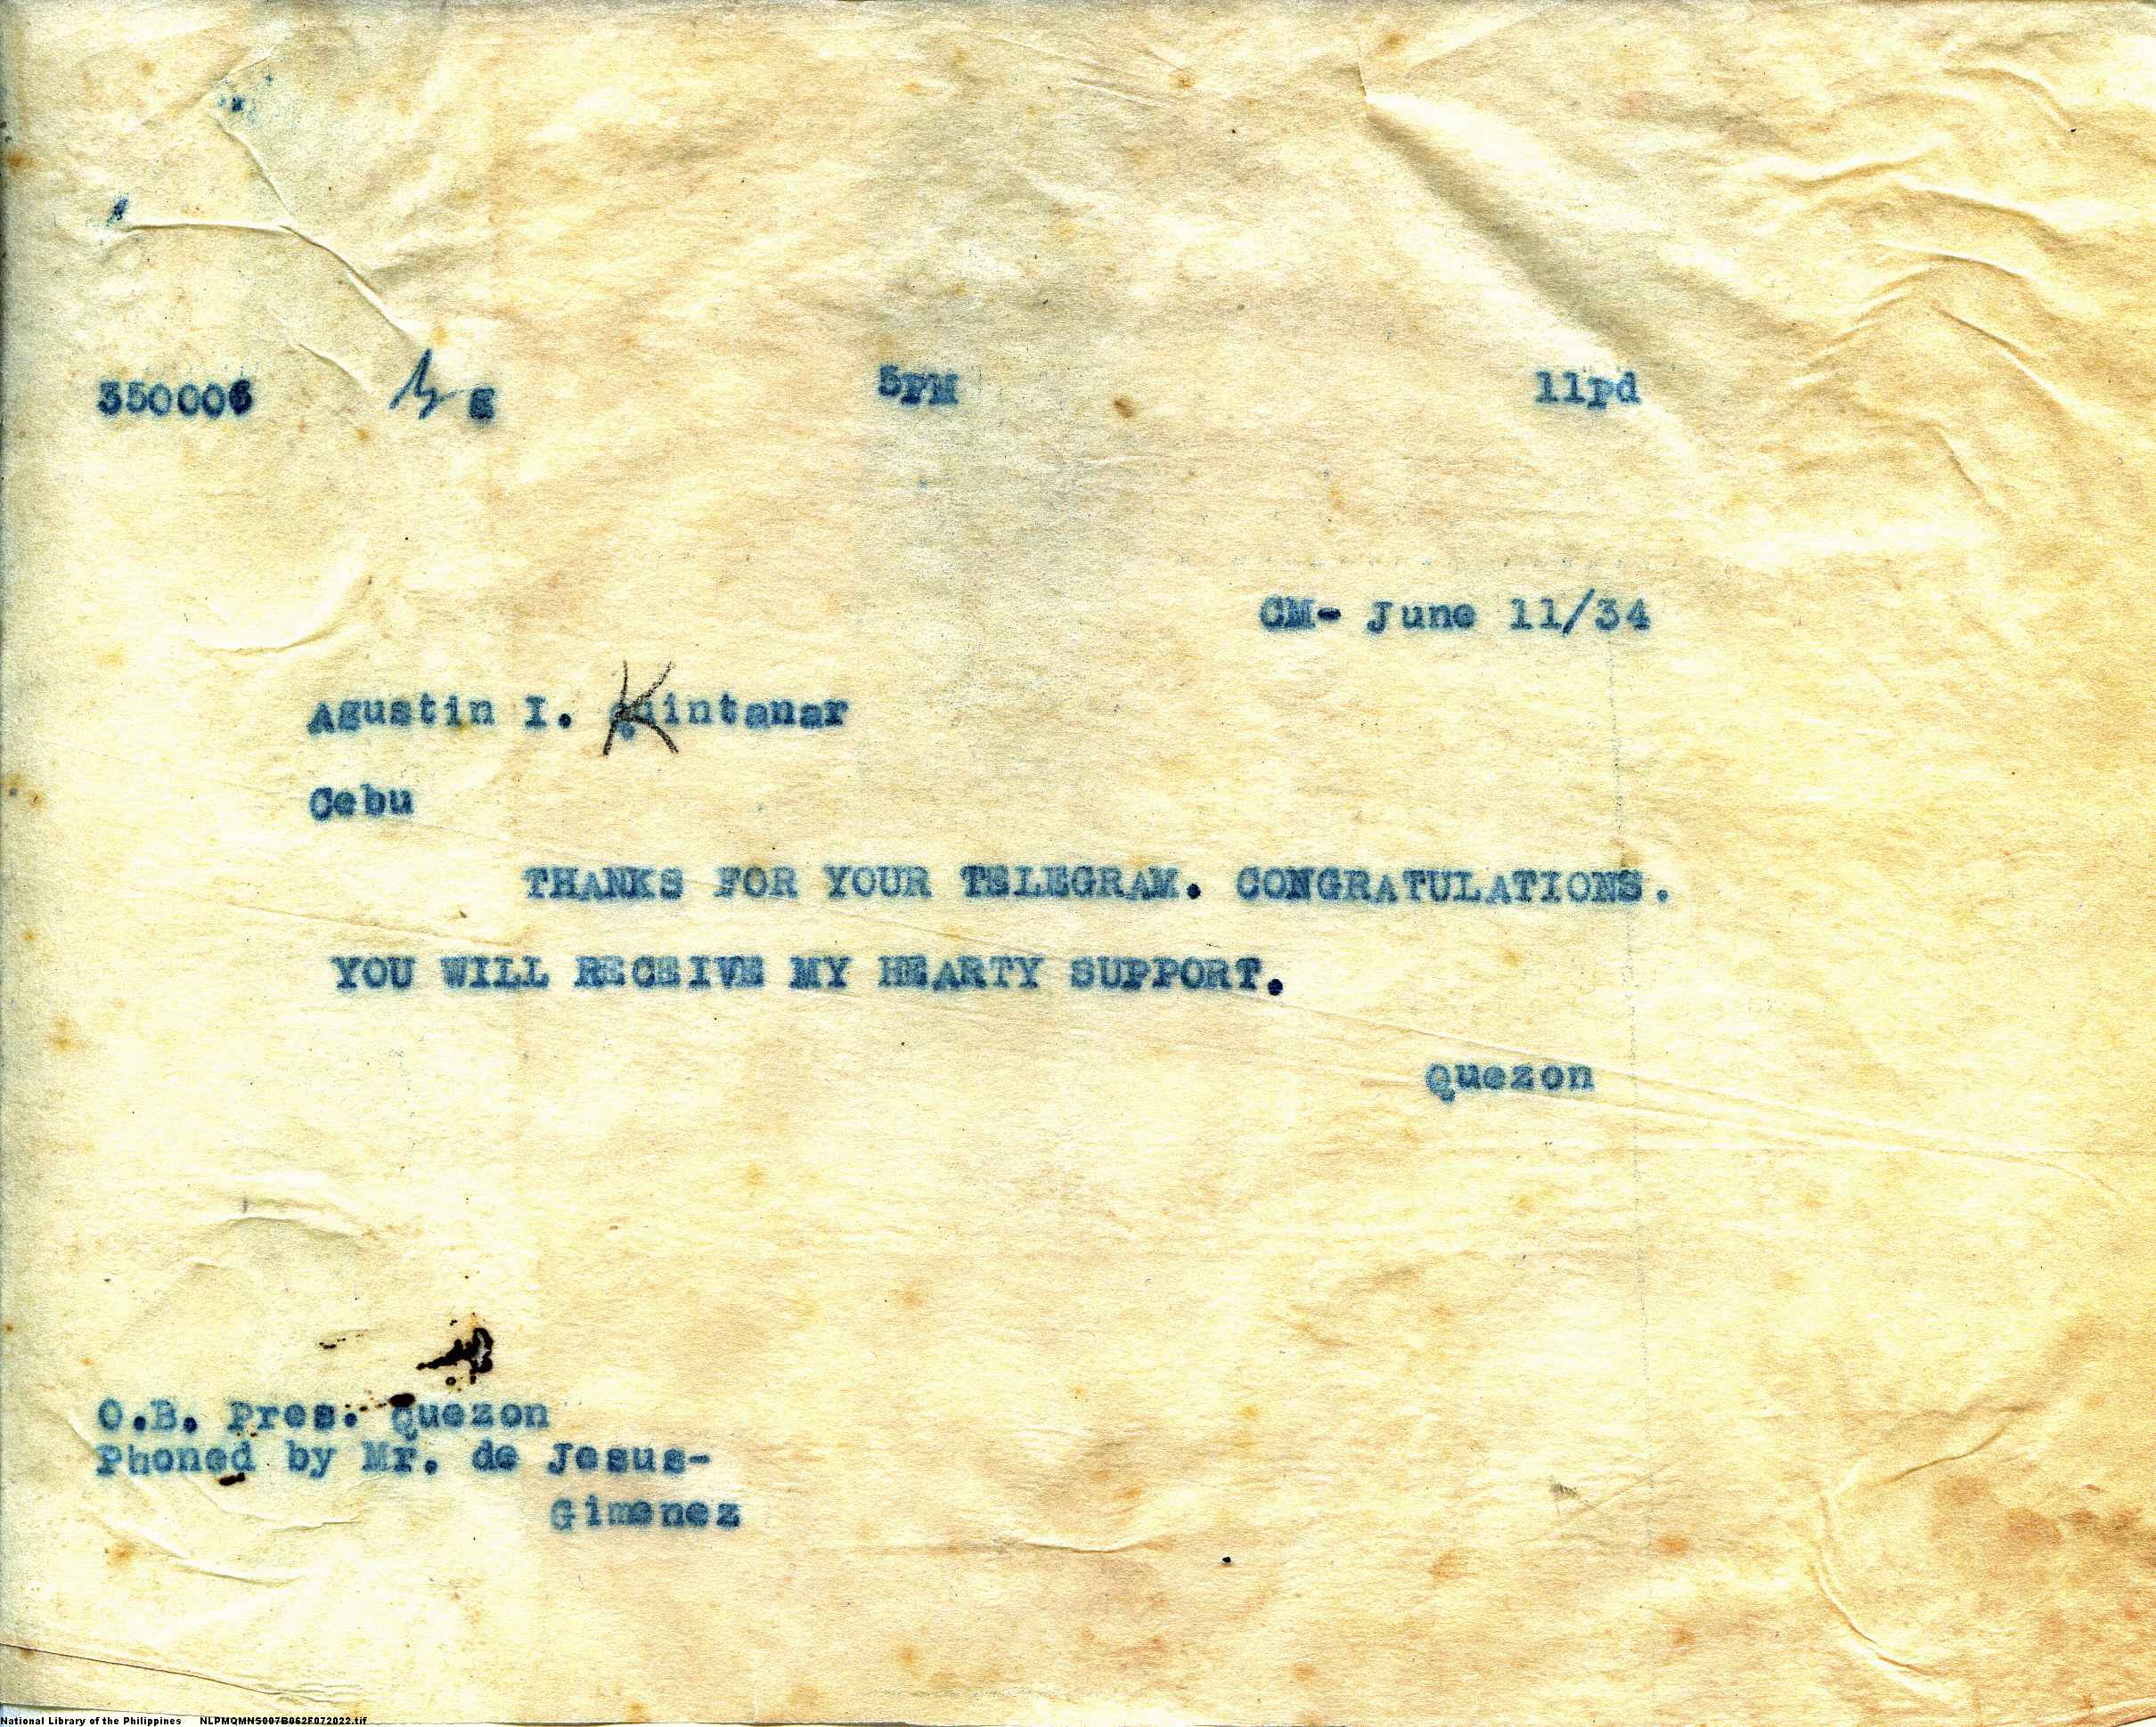 350006 s 5PM 11pd
CM- June 11/34
Agustin I. Kintanar
Cebu
THANKS FOR YOUR TELEGRAM. CONGRATULATIONS.
YOU WILL RECEIVE MY HEARTY SUPPORT.
Quezon
O.B. Pres. Quezon
Phoned by Mr. de Jesus-
Gimenez
National Library of the Philippines NLPMQMNS007B062F072022.tif